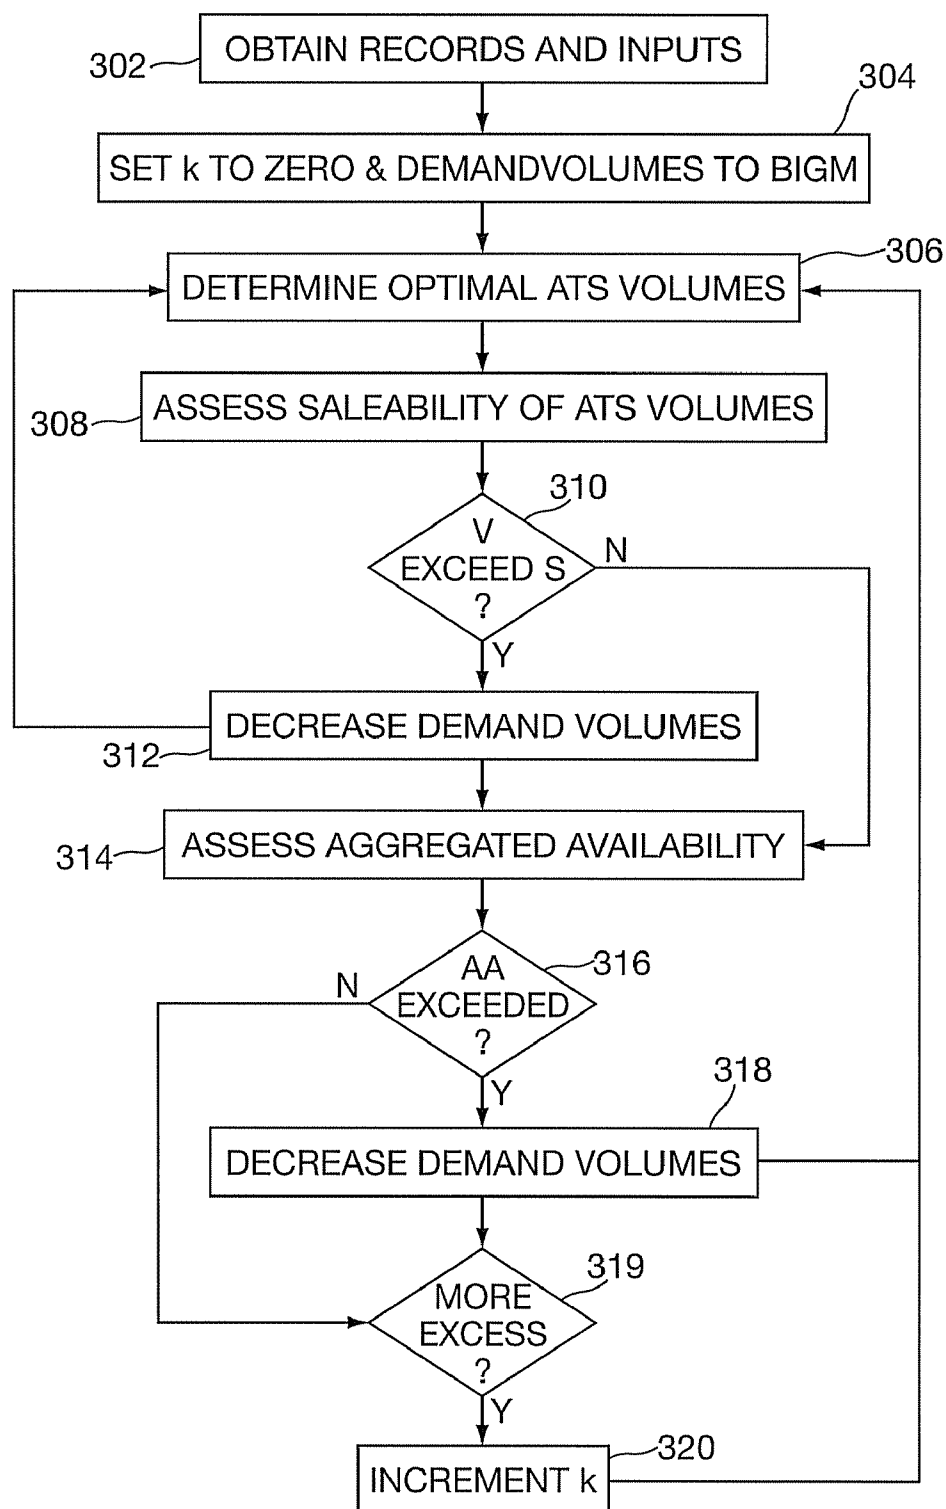 302
OBTAIN RECORDS AND INPUTS
304
SET k TO ZERO & DEMANDVOLUMES TO BIGM
306
DETERMINE OPTIMAL ATS VOLUMES
308
ASSESS SALEABILITY OF ATS VOLUMES
310
V
EXCEED S
?
N
Y
DECREASE DEMAND VOLUMES
312
314
ASSESS AGGREGATED AVAILABILITY
316
AA
EXCEEDED
?
N
Y
318
DECREASE DEMAND VOLUMES
319
MORE
EXCESS
?
Y
320
INCREMENT k